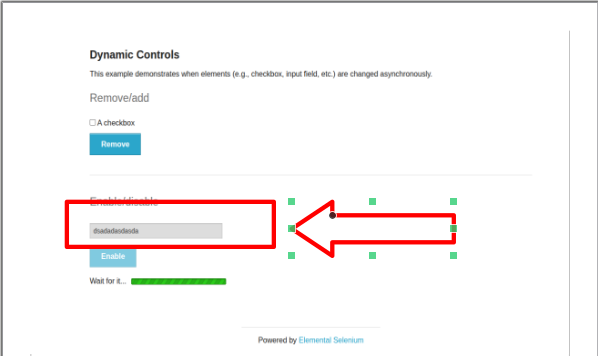 Dynamic Controls
This example demonstrates when elements (e.g., checkbox, input field, etc.) are changed asynchronously.
Remove/add
A checkbox
Remove
Enable/disable
dsadadasdasda
Enable
Wait for it...
Powered by Elemental Selenium